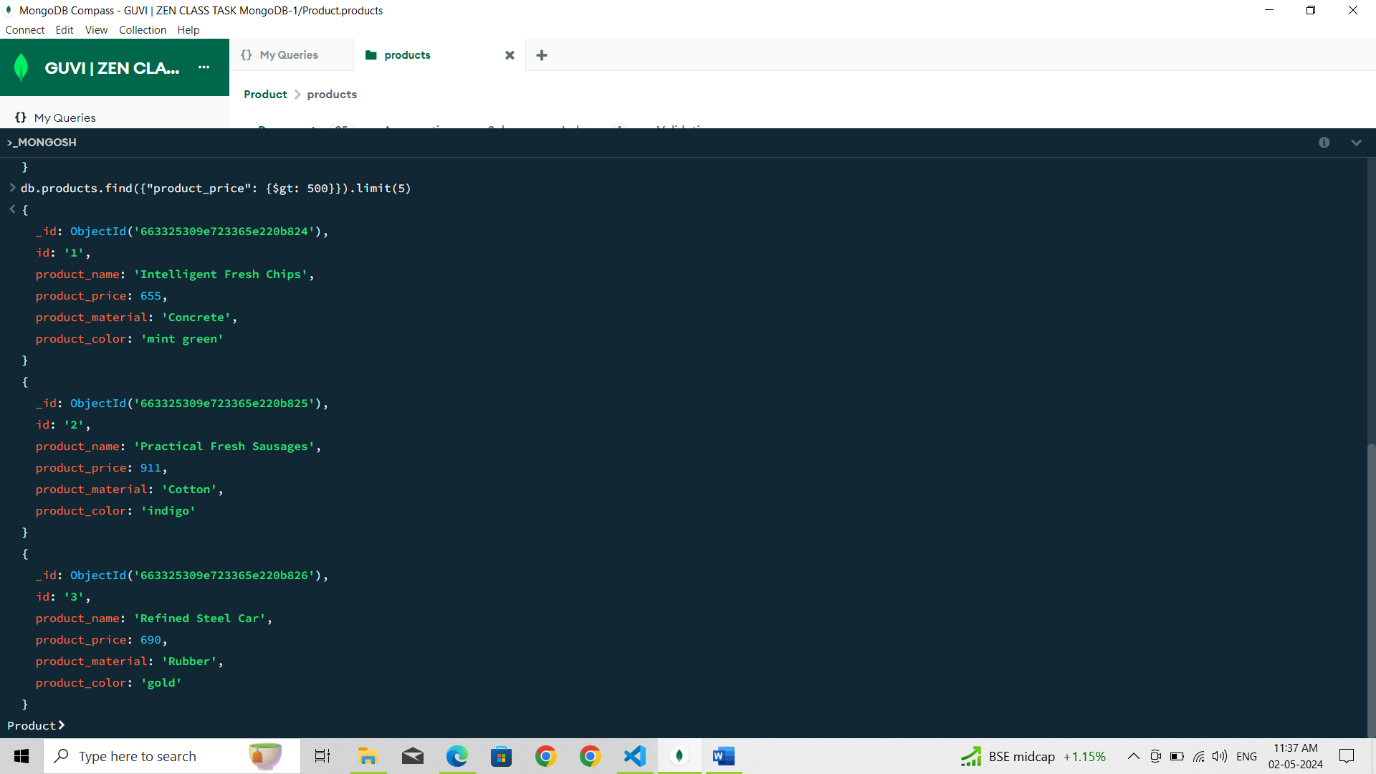 MongoDB Compass - GUVI | ZEN CLASS TASK MongoDB-1/Product.products
Connect Edit View Collection Help
GUVI | ZEN CLA... ...
{} My Queries
products
{} My Queries
Product > products
>_MONGOSH
}
> db.products.find({"product_price": {$gt: 500}}).limit(5)
< {
_id: ObjectId('663325309e723365e220b824'),
id: '1',
product_name: 'Intelligent Fresh Chips',
product_price: 655,
product_material: 'Concrete',
product_color: 'mint green'
}
{
_id: ObjectId('663325309e723365e220b825'),
id: '2',
product_name: 'Practical Fresh Sausages',
product_price: 911,
product_material: 'Cotton',
product_color: 'indigo'
}
{
_id: ObjectId('663325309e723365e220b826'),
id: '3',
product_name: 'Refined Steel Car',
product_price: 690,
product_material: 'Rubber',
product_color: 'gold'
}
Product>
Type here to search
BSE midcap +1.15%
ENG
11:37 AM
02-05-2024